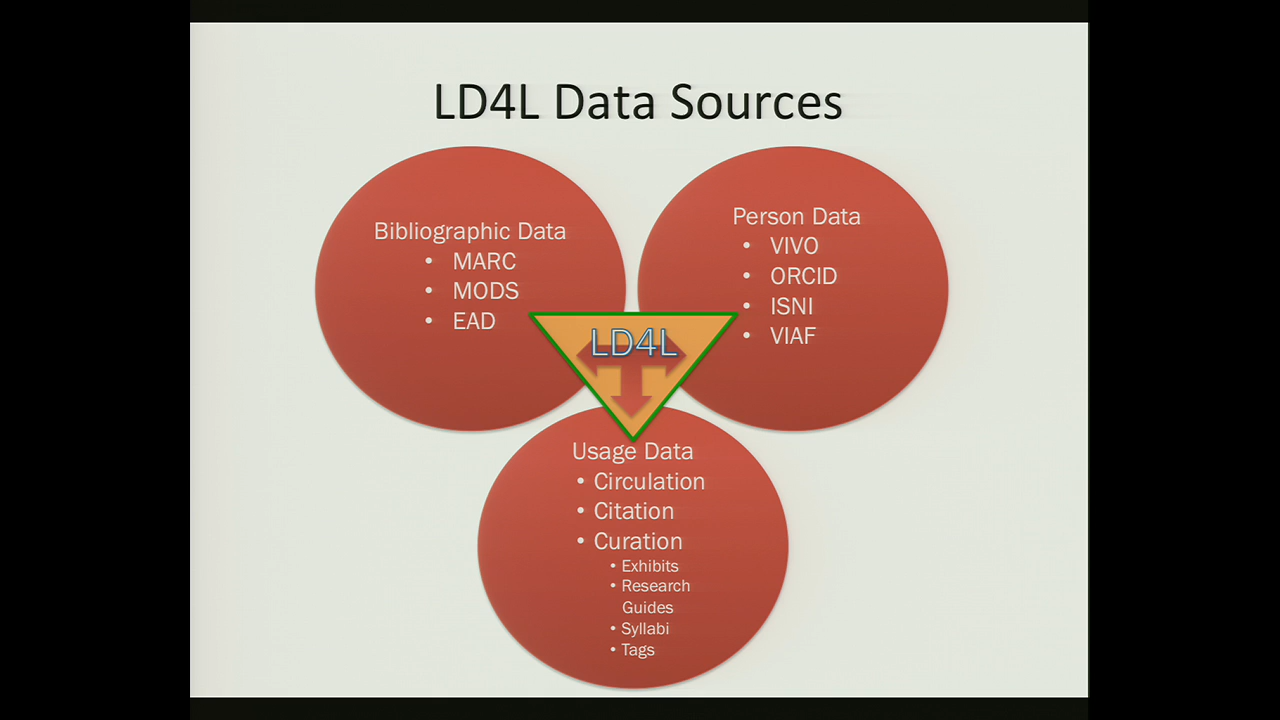 LD4L Data Sources
Bibliographic Data
• MARC
• MODS
• EAD
Person Data
• VIVO
• ORCID
• ISNI
• VIAF
LD4L
Usage Data
• Circulation
• Citation
• Curation
• Exhibits
• Research
Guides
• Syllabi
• Tags